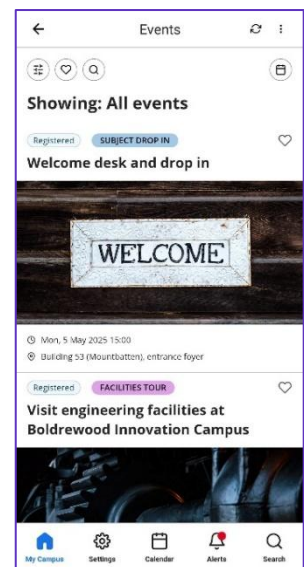 Events
Showing: All events
Registered SUBJECT DROP IN
Welcome desk and drop in
WELCOME
Mon, 5 May 2025 15:00
Building 53 (Mountbatten), entrance foyer
Registered FACILITIES TOUR
Visit engineering facilities at
Boldrewood Innovation Campus
My Campus Settings Calendar Alerts Search